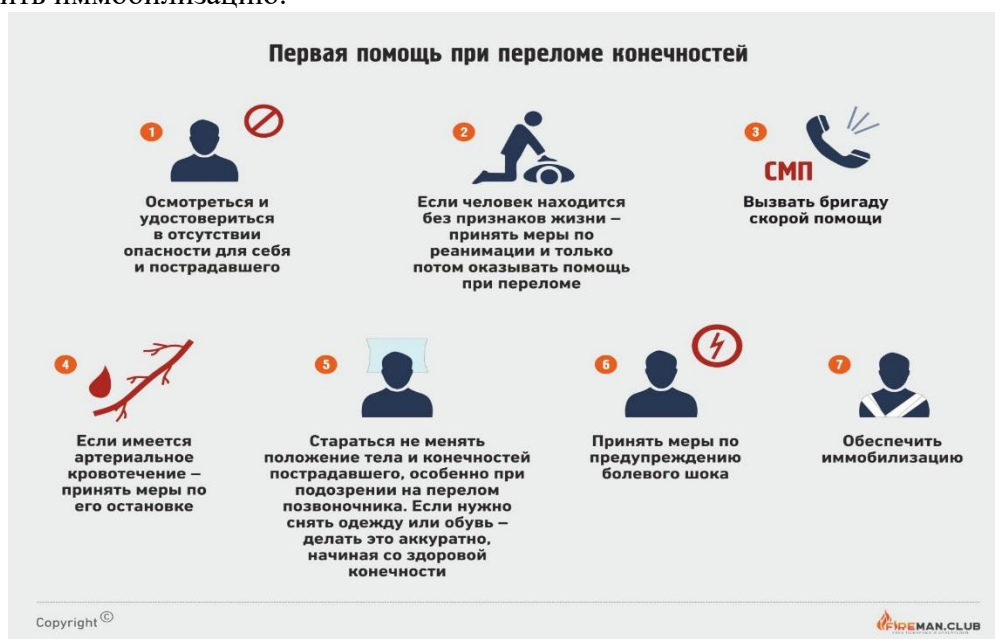 ить иммобилизацию.
Первая помощь при переломе конечностей
1
Осмотреться и
удостовериться
в отсутствии
опасности для себя
и пострадавшего
2
Если человек находится
без признаков жизни –
принять меры по
реанимации и только
потом оказывать помощь
при переломе
3
СМП
Вызвать бригаду
скорой помощи
4
Если имеется
артериальное
кровотечение –
принять меры по
его остановке
5
Стараться не менять
положение тела и конечностей
пострадавшего, особенно при
подозрении на перелом
позвоночника. Если нужно
снять одежду или обувь –
делать это аккуратно,
начиная со здоровой
конечности
6
Принять меры по
предупреждению
болевого шока
7
Обеспечить
иммобилизацию
Copyright ©
FIREMAN.CLUB